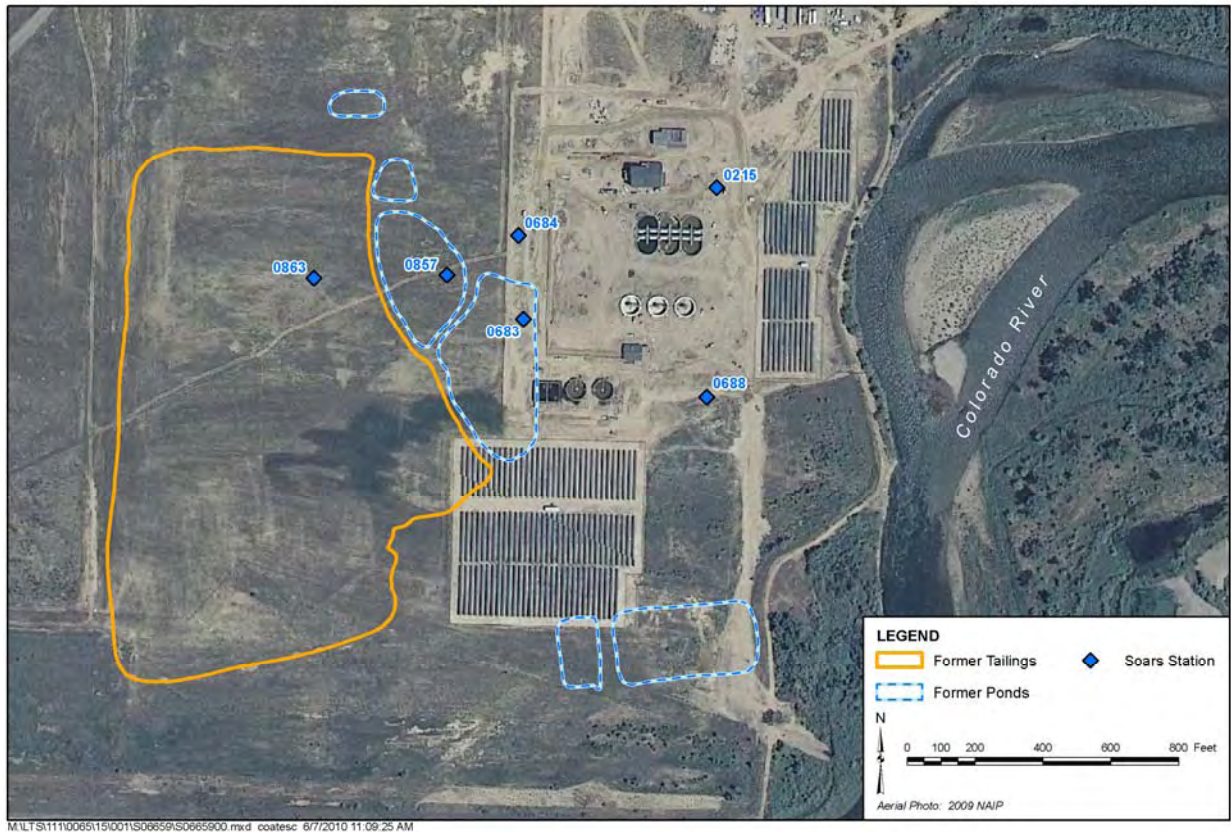 0215
0684
0863
0857
0683
0688
Colorado River
LEGEND
Former Tailings
Soars Station
Former Ponds
N
0 100 200 400 600 800 Feet
Aerial Photo: 2009 NAIP
M:\LTS\111\0065\15\001\S06659\S0665900.mxd coatesc 6/7/2010 11:09:25 AM